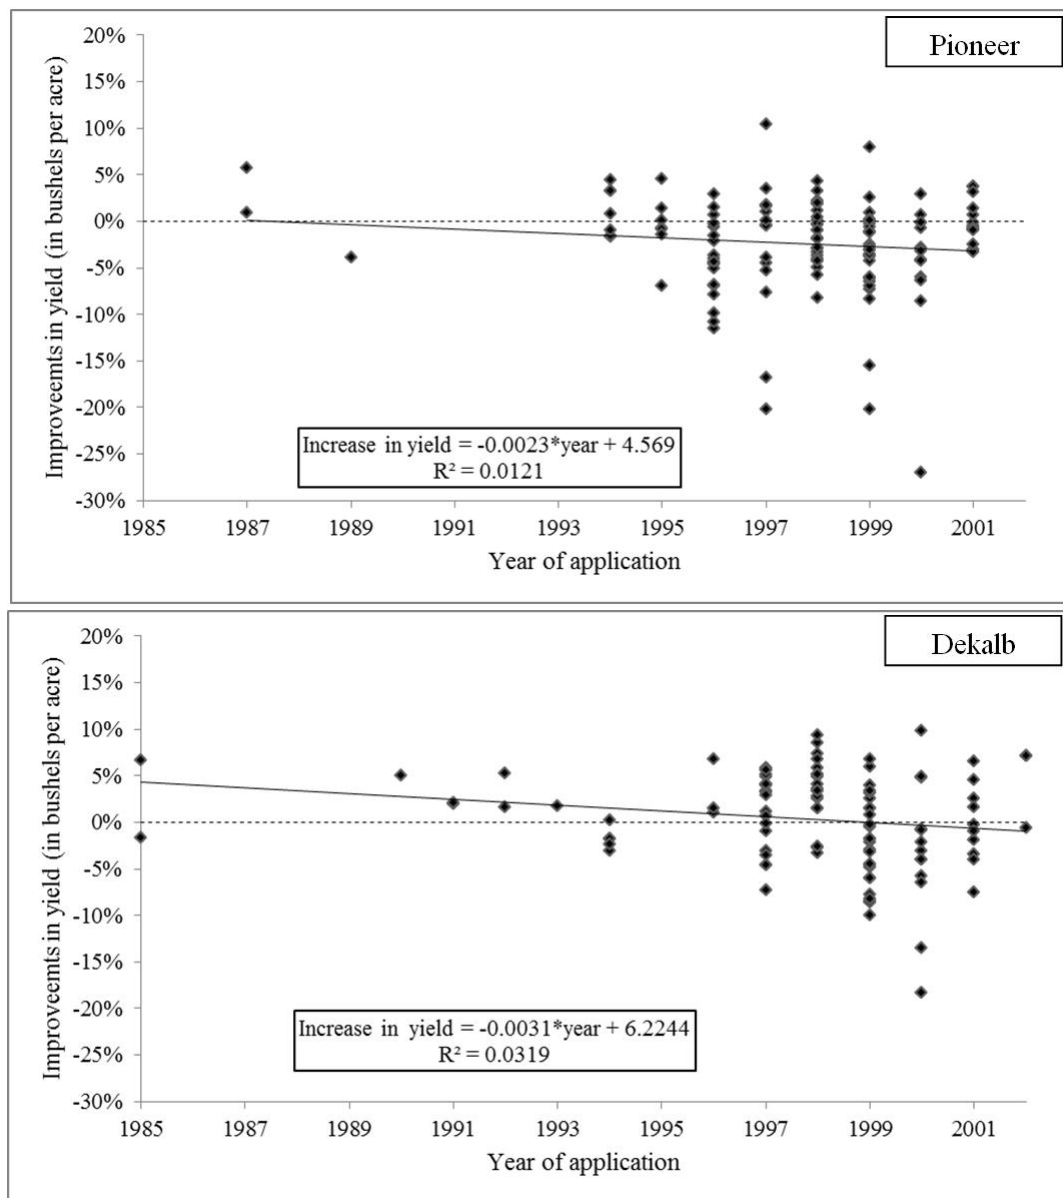 Pioneer
Improveemts in yield (in bushels per acre)
20%
15%
10%
5%
0%
-5%
-10%
-15%
-20%
-25%
-30%
Increase in yield = -0.0023*year + 4.569
R² = 0.0121
1985 1987 1989 1991 1993 1995 1997 1999 2001
Year of application
Dekalb
Improveemts in yield (in bushels per acre)
20%
15%
10%
5%
0%
-5%
-10%
-15%
-20%
-25%
-30%
Increase in yield = -0.0031*year + 6.2244
R² = 0.0319
1985 1987 1989 1991 1993 1995 1997 1999 2001
Year of application